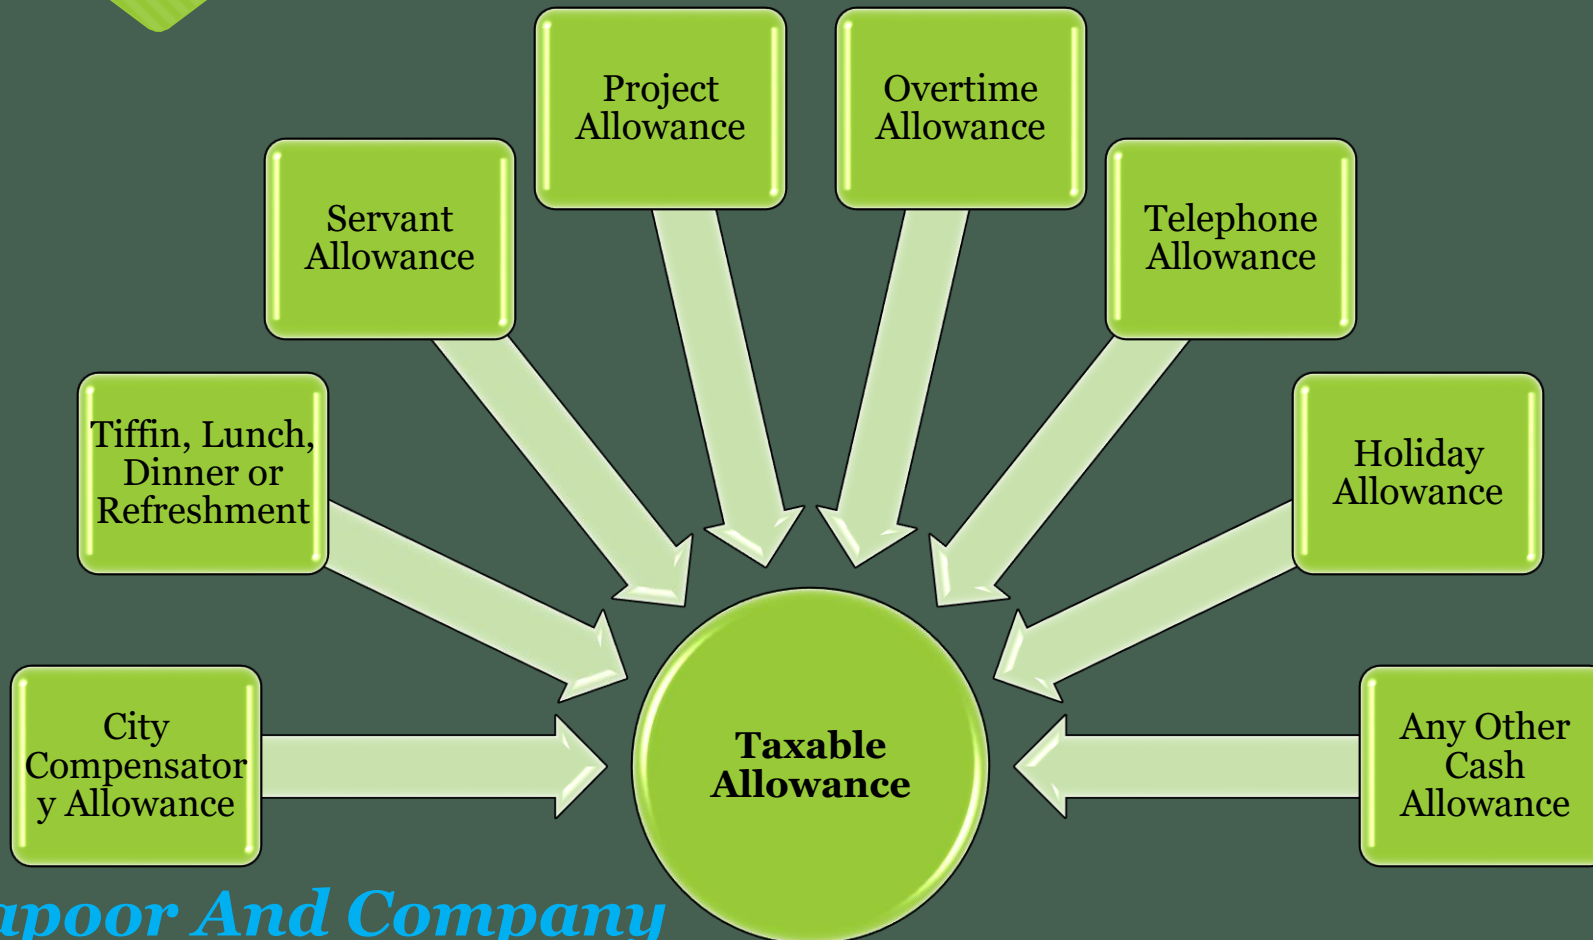 Project
Allowance
Overtime
Allowance
Servant
Allowance
Telephone
Allowance
Tiffin, Lunch,
Dinner or
Refreshment
Holiday
Allowance
City
Compensator
y Allowance
Taxable
Allowance
Any Other
Cash
Allowance
apoor And Company